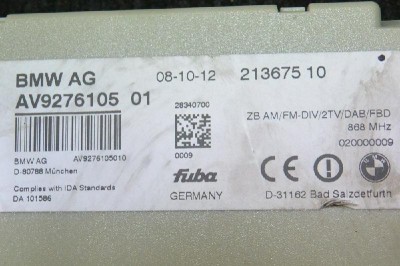 BMW AG 08-10-12 213675 10
AV9276105 01
28340700
ZB AM/FM-DIV/2TV/DAB/FBD
868 MHz
020000009
BMW AG AV9276105010
0009
D-80788 München
fuba
Complies with IDA Standards
DA 101586
GERMANY
D-31162 Bad Salzdetfurth